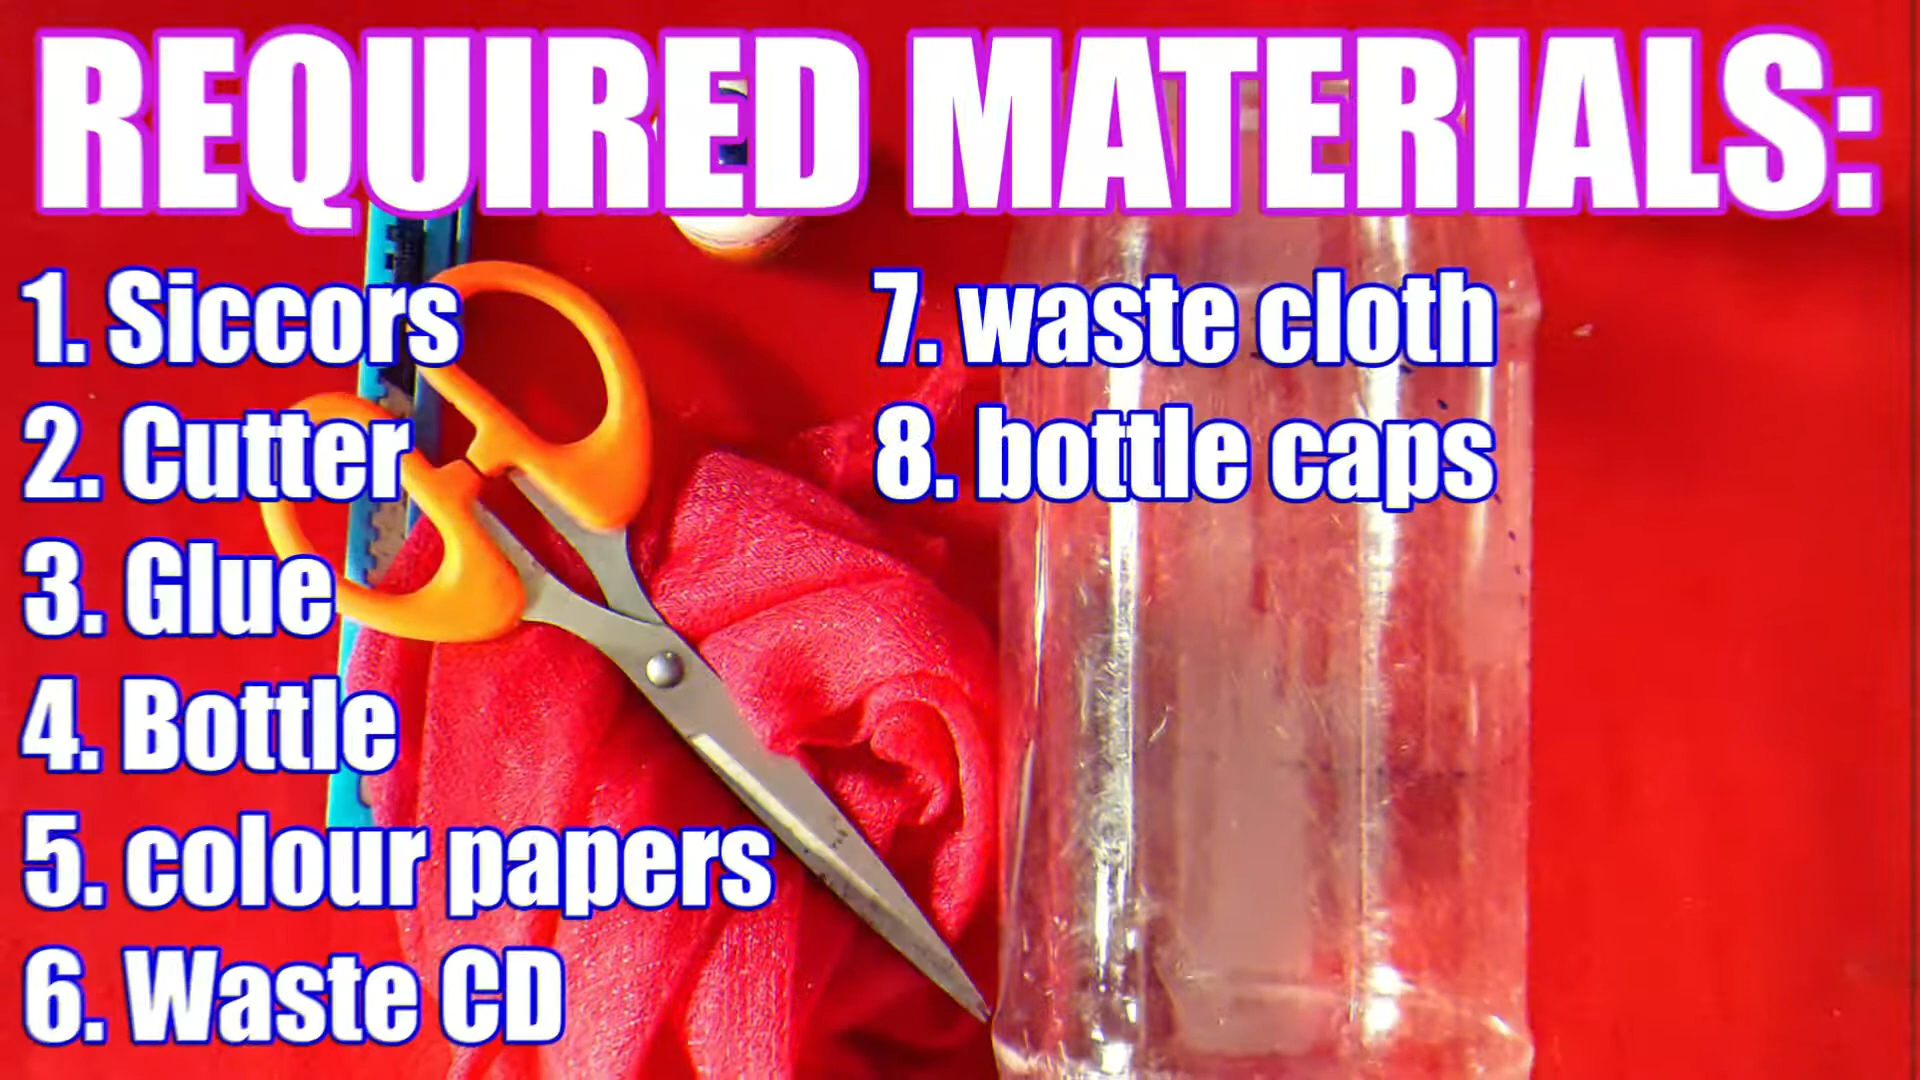 REQUIRED MATERIALS:
1. Siccors
2. Cutter
3. Glue
4. Bottle
5. colour papers
6. Waste CD
7. waste cloth
8. bottle caps